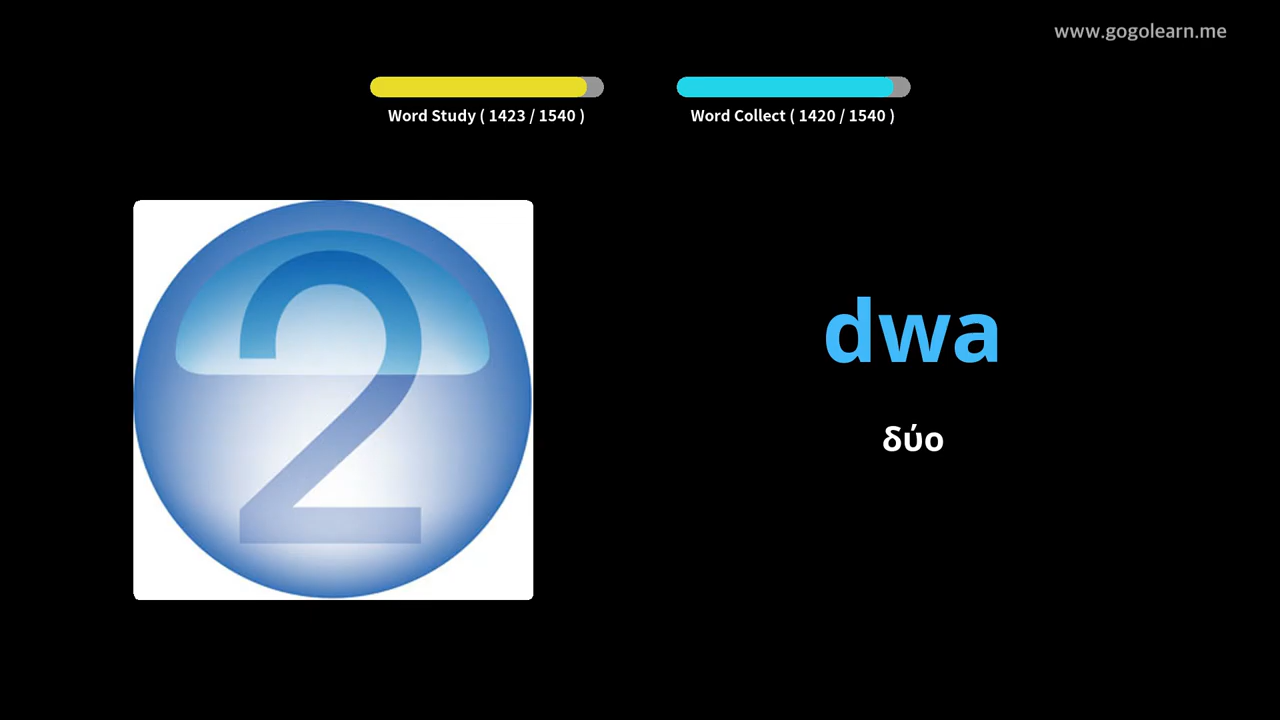 www.gogolearn.me
Word Study ( 1423 / 1540 )
Word Collect ( 1420 / 1540 )
2
dwa
δύο